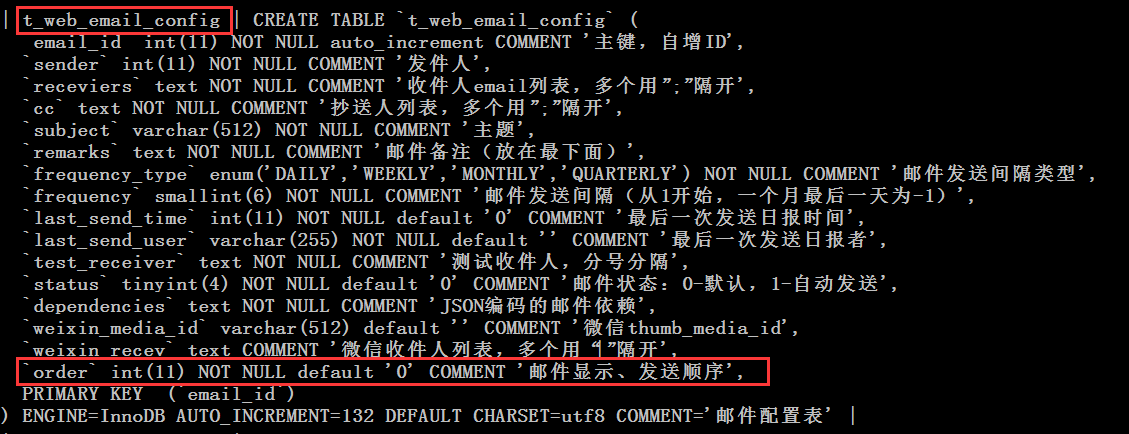 | t_web_email_config | CREATE TABLE `t_web_email_config` (
`email_id` int(11) NOT NULL auto_increment COMMENT '主键，自增ID',
`sender` int(11) NOT NULL COMMENT '发件人',
`receviers` text NOT NULL COMMENT '收件人email列表，多个用”;”隔开',
`cc` text NOT NULL COMMENT '抄送人列表，多个用”;”隔开',
`subject` varchar(512) NOT NULL COMMENT '主题',
`remarks` text NOT NULL COMMENT '邮件备注（放在最下面）',
`frequency_type` enum('DAILY','WEEKLY','MONTHLY','QUARTERLY') NOT NULL COMMENT '邮件发送间隔类型',
`frequency` smallint(6) NOT NULL COMMENT '邮件发送间隔（从1开始，一个月最后一天为-1）',
`last_send_time` int(11) NOT NULL default '0' COMMENT '最后一次发送日报时间',
`last_send_user` varchar(255) NOT NULL default '' COMMENT '最后一次发送日报者',
`test_receiver` text NOT NULL COMMENT '测试收件人，分号分隔',
`status` tinyint(4) NOT NULL default '0' COMMENT '邮件状态：0-默认，1-自动发送',
`dependencies` text NOT NULL COMMENT 'JSON编码的邮件依赖',
`weixin_media_id` varchar(512) default '' COMMENT '微信thumb_media_id',
`weixin_recev` text COMMENT '微信收件人列表，多个用“|”隔开',
`order` int(11) NOT NULL default '0' COMMENT '邮件显示、发送顺序',
PRIMARY KEY (`email_id`)
) ENGINE=InnoDB AUTO_INCREMENT=132 DEFAULT CHARSET=utf8 COMMENT='邮件配置表' |